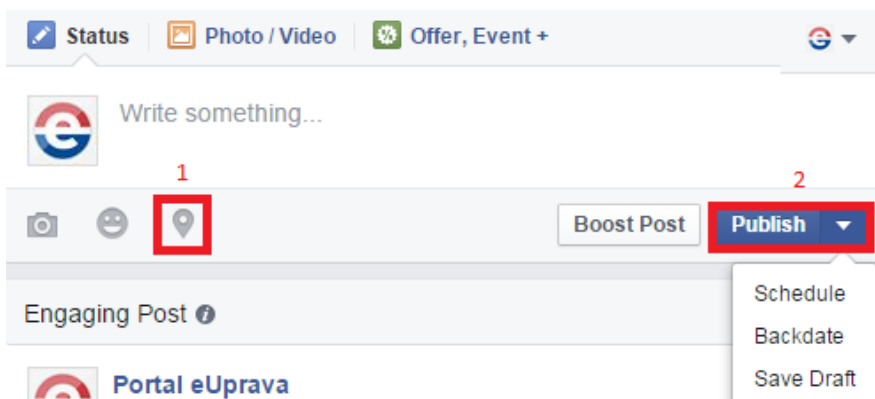 Status Photo / Video Offer, Event +
Write something...
1
2
Boost Post Publish
Schedule
Engaging Post
Backdate
Portal eUprava
Save Draft